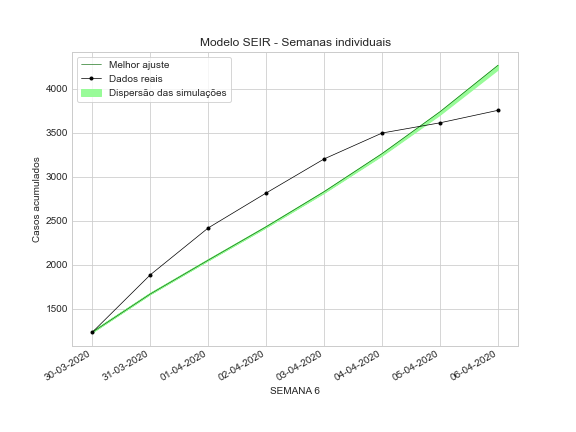 Modelo SEIR - Semanas individuais
Melhor ajuste
Dados reais
Dispersão das simulações
Casos acumulados
4000
3500
3000
2500
2000
1500
30-03-2020
31-03-2020
01-04-2020
02-04-2020
03-04-2020
04-04-2020
05-04-2020
06-04-2020
SEMANA 6